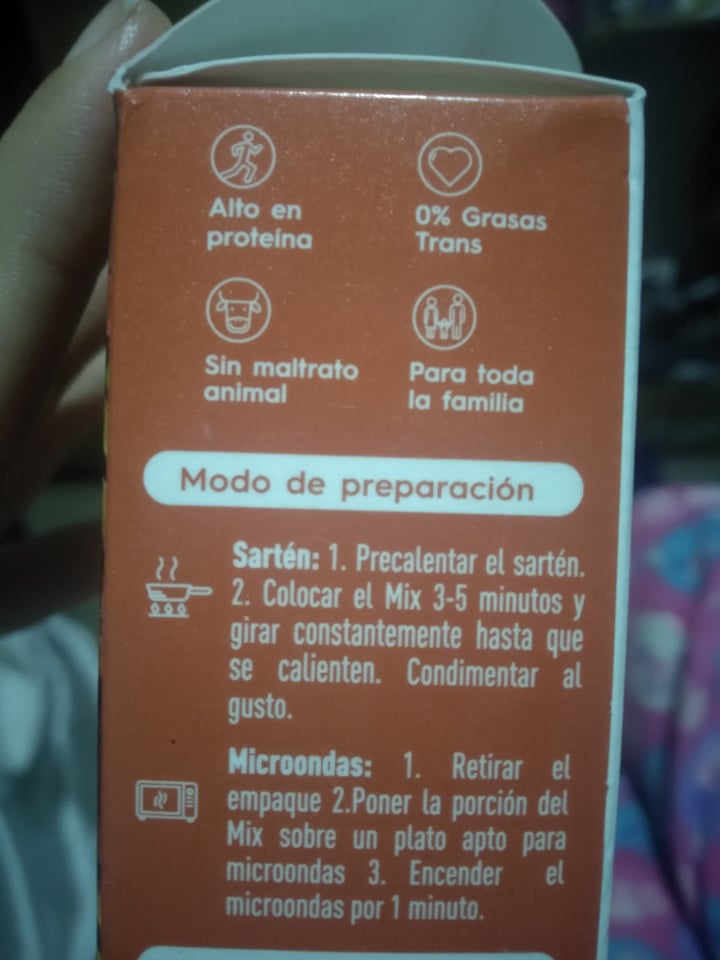 Alto en
proteína
0% Grasas
Trans
Sin maltrato
animal
Para toda
la familia
Modo de preparación
Sartén: 1. Precalentar el sartén.
2. Colocar el Mix 3-5 minutos y
girar constantemente hasta que
se calienten. Condimentar al
gusto.
Microondas: 1. Retirar el
empaque 2.Poner la porción del
Mix sobre un plato apto para
microondas 3. Encender el
microondas por 1 minuto.